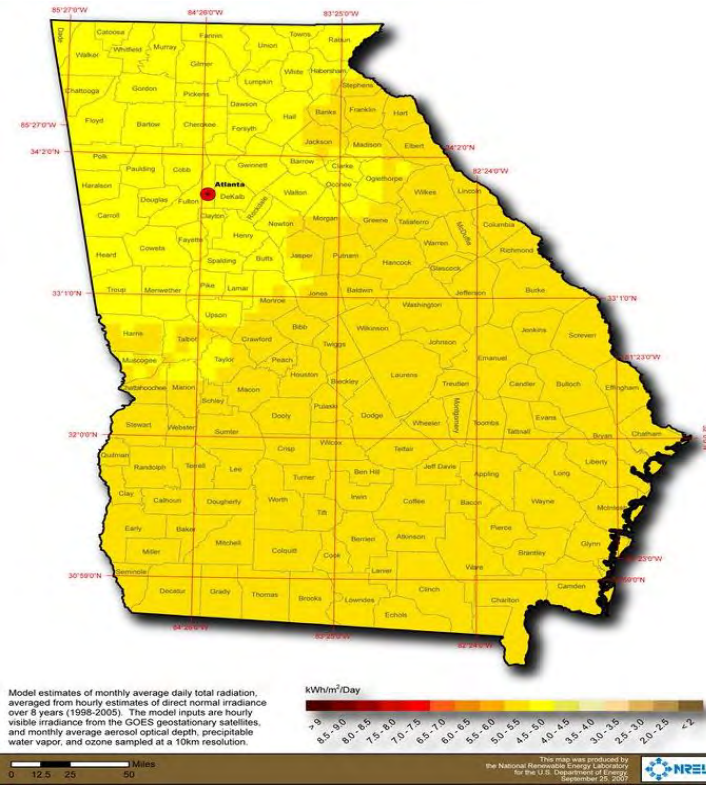 85°27'0"W
84°26'0"W
83°25'0"W
Dade
Catoosa
Fannin
Towns
Rabun
Walker
Whitfield
Murray
Union
Gilmer
White
Habersham
Lumpkin
Stephens
Chattooga
Gordon
Pickens
Dawson
Banks
Franklin
Hart
Hall
Floyd
Bartow
Cherokee
Forsyth
85°27'0"W
Jackson
Madison
Elbert
34°2'0"N
34°2'0"N
Polk
Paulding
Cobb
Gwinnett
Barrow
Clarke
82°24'0"W
Oglethorpe
Haralson
Atlanta
Oconee
Wilkes
Lincoln
Douglas
Fulton
DeKalb
Rockdale
Walton
Carroll
Clayton
Newton
Morgan
Greene
Taliaferro
McDuffie
Columbia
Fayette
Henry
Warren
Richmond
Heard
Coweta
Spalding
Butts
Jasper
Putnam
Hancock
Glascock
Troup
Meriwether
Pike
Lamar
Monroe
Jones
Baldwin
Jefferson
Burke
33°1'0"N
33°1'0"N
Washington
Upson
Harris
Talbot
Crawford
Bibb
Wilkinson
Jenkins
Screven
Twiggs
Johnson
Muscogee
Taylor
Peach
Emanuel
Houston
Laurens
Chattahoochee
Marion
Macon
Bleckley
Treutlen
Candler
Bulloch
Effingham
Schley
Dooly
Pulaski
Dodge
Montgomery
Stewart
Webster
Sumter
Wheeler
Toombs
Tattnall
Evans
Bryan
Chatham
32°0'0"N
Wilcox
Telfair
Quitman
Randolph
Terrell
Lee
Crisp
Ben Hill
Jeff Davis
Appling
Long
Liberty
Turner
Clay
Calhoun
Dougherty
Worth
Irwin
Coffee
Bacon
Wayne
McIntosh
Tift
Early
Baker
Mitchell
Colquitt
Berrien
Atkinson
Pierce
Brantley
Glynn
Miller
Cook
Ware
Seminole
30°59'0"N
Lanier
Decatur
Grady
Thomas
Brooks
Lowndes
Clinch
Charlton
Camden
Echols
84°26'0"W
83°25'0"W
82°24'0"W
Model estimates of monthly average daily total radiation,
averaged from hourly estimates of direct normal irradiance
over 8 years (1998-2005). The model inputs are hourly
visible irradiance from the GOES geostationary satellites,
and monthly average aerosol optical depth, precipitable
water vapor, and ozone sampled at a 10km resolution.
kWh/m²/Day
> 9
8.5 - 9.0
8.0 - 8.5
7.5 - 8.0
7.0 - 7.5
6.5 - 7.0
6.0 - 6.5
5.5 - 6.0
5.0 - 5.5
4.5 - 5.0
4.0 - 4.5
3.5 - 4.0
3.0 - 3.5
2.5 - 3.0
2.0 - 2.5
< 2
Miles
0 12.5 25 50
This map was produced by
the National Renewable Energy Laboratory
for the U.S. Department of Energy.
September 25, 2007
NREL